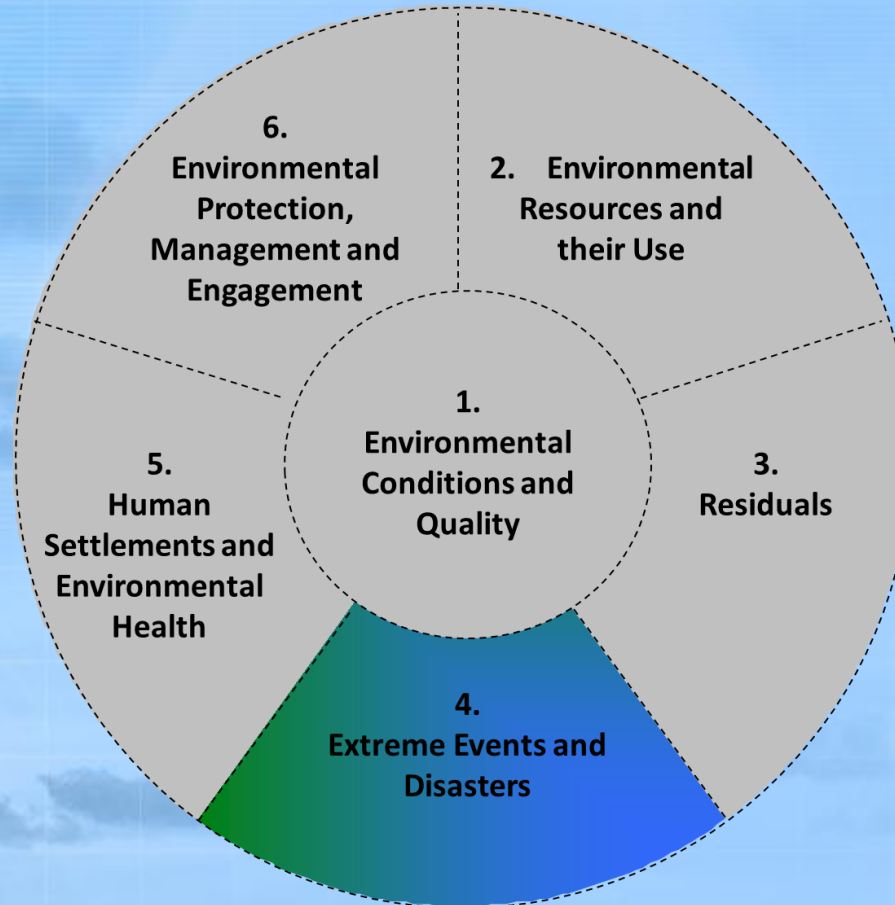 1.
Environmental
Conditions and
Quality
2. Environmental
Resources and
their Use
3.
Residuals
4.
Extreme Events and
Disasters
5.
Human
Settlements and
Environmental
Health
6.
Environmental
Protection,
Management and
Engagement